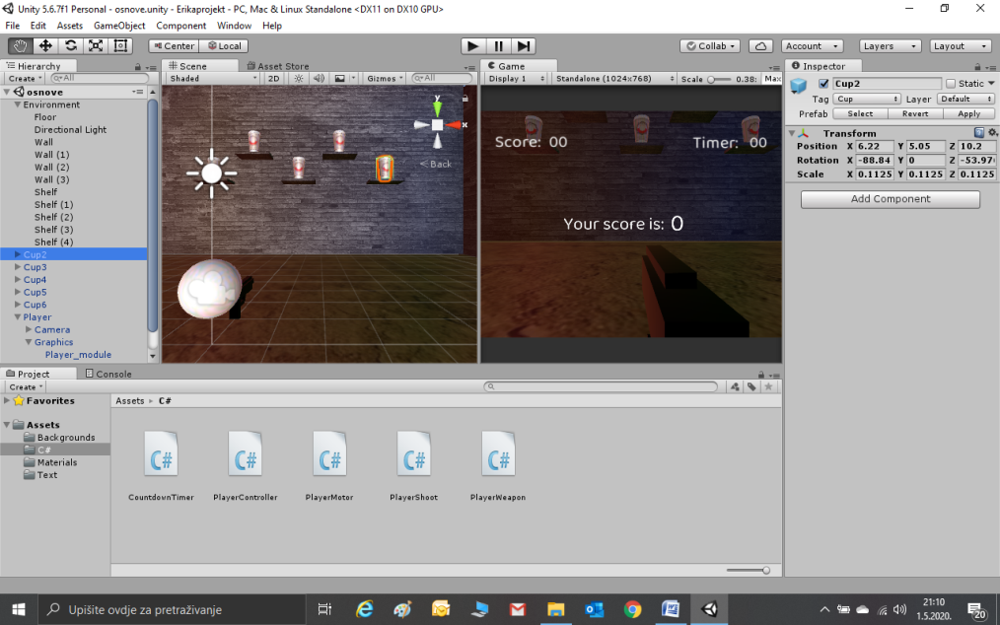 Unity 5.6.7f1 Personal - osnove.unity - Erikaprojekt - PC, Mac & Linux Standalone <DX11 on DX10 GPU>
File Edit Assets GameObject Component Window Help
Center Local Collab Account Layers Layout
Hierarchy
Create All
osnove
Environment
Floor
Directional Light
Wall
Wall (1)
Wall (2)
Wall (3)
Shelf
Shelf (1)
Shelf (2)
Shelf (3)
Shelf (4)
Cup2
Cup3
Cup4
Cup5
Cup6
Player
Camera
Graphics
Player_module
Scene Asset Store
Shaded 2D Gizmos All
y
x
< Back
Game
Display 1 Standalone (1024x768) Scale 0.38: Max
Score: 00 Timer: 00
Your score is: 0
Inspector
Cup2 Static
Tag Cup Layer Default
Prefab Select Revert Apply
Transform
Position X 6.22 Y 5.05 Z 10.2
Rotation X -88.84 Y 0 Z -53.97
Scale X 0.1125 Y 0.1125 Z 0.1125
Add Component
Project Console
Create
Favorites
Assets
Backgrounds
C#
Materials
Text
Assets C#
C# C# C# C# C#
CountdownTimer PlayerController PlayerMotor PlayerShoot PlayerWeapon
Upišite ovdje za pretraživanje
21:10
1.5.2020.
20